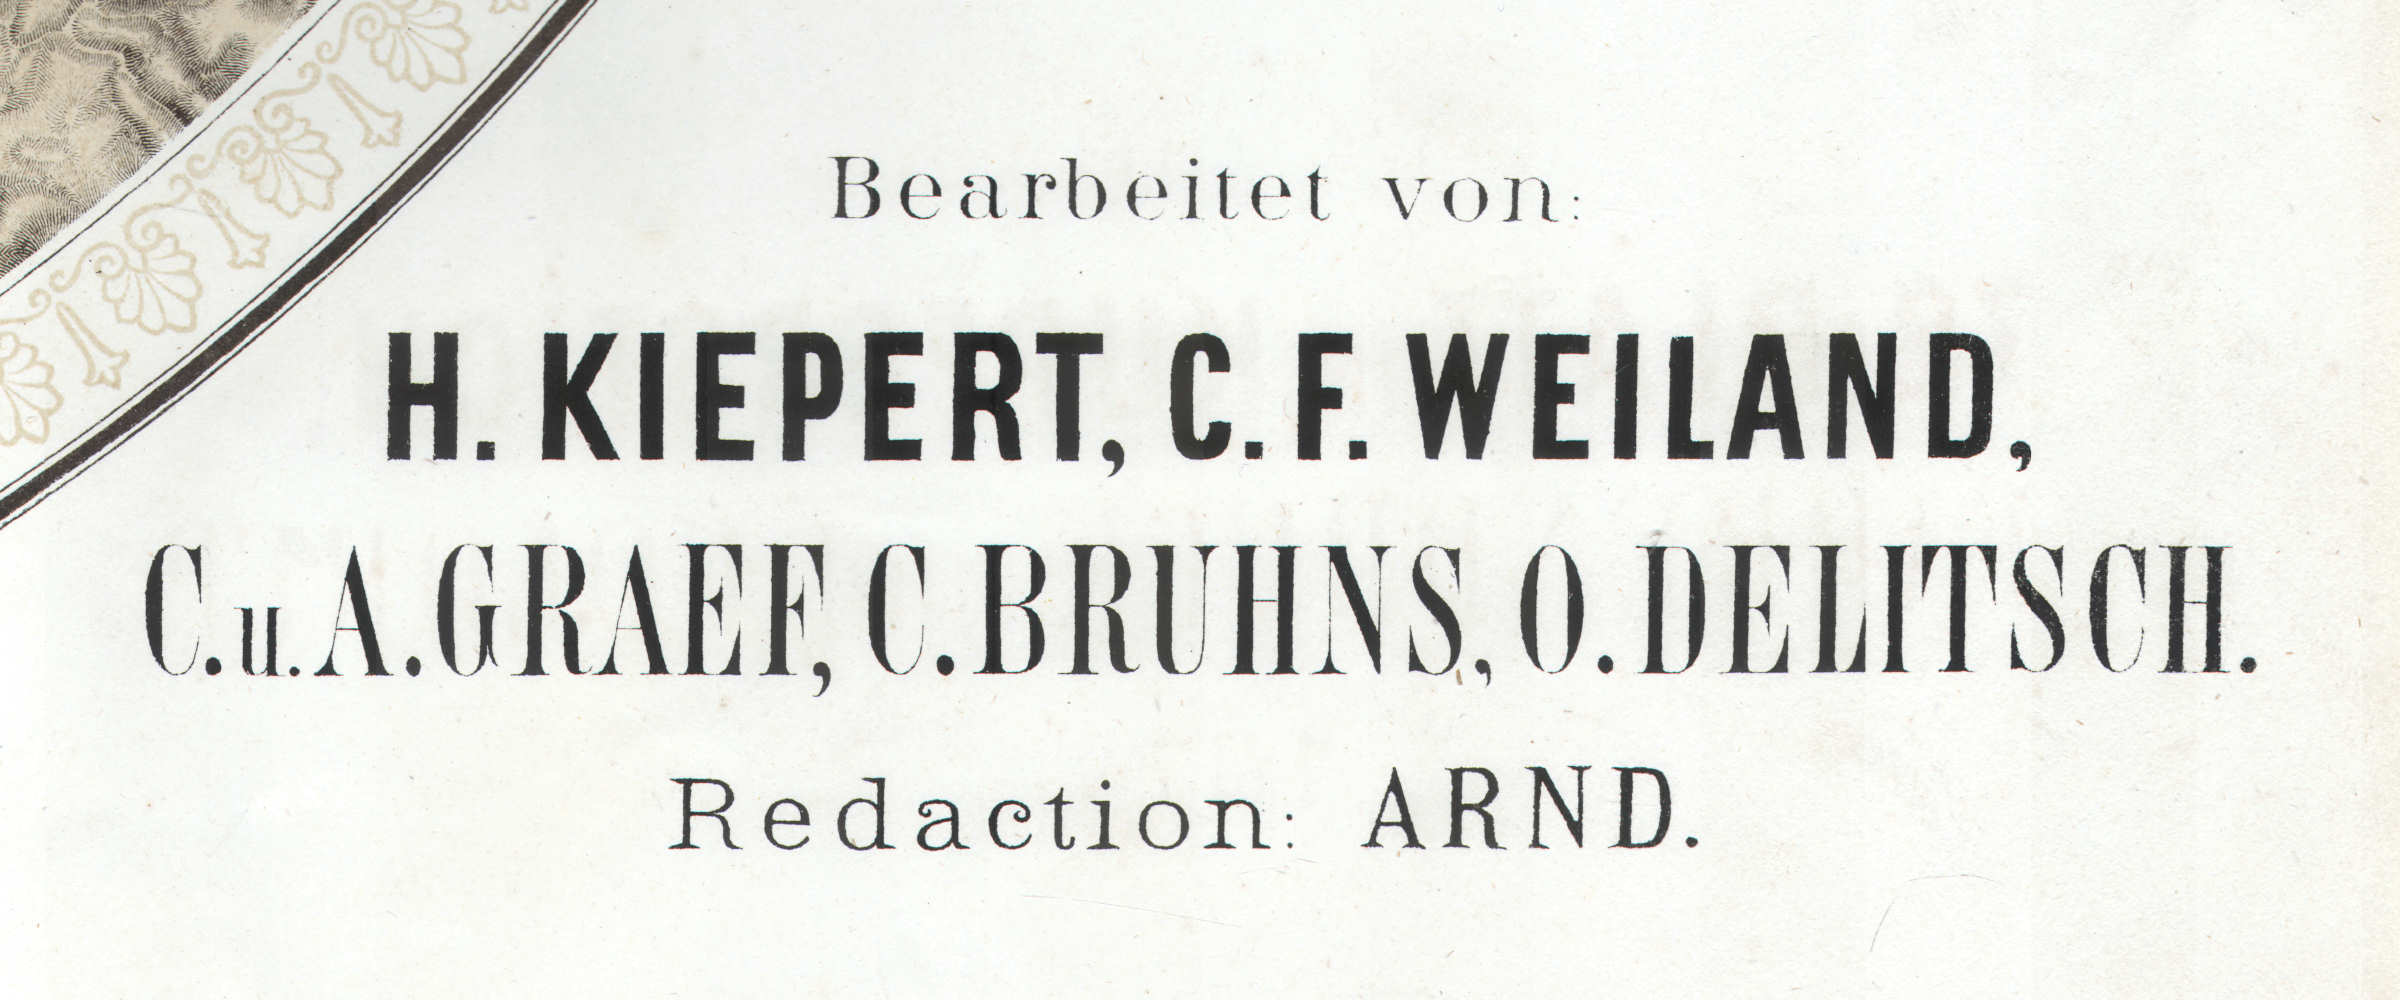 Bearbeitet von:
H. KIEPERT, C. F. WEILAND,
C. u. A. GRAEF, C. BRUHNS, O. DELITSCH.
Redaction: ARND.